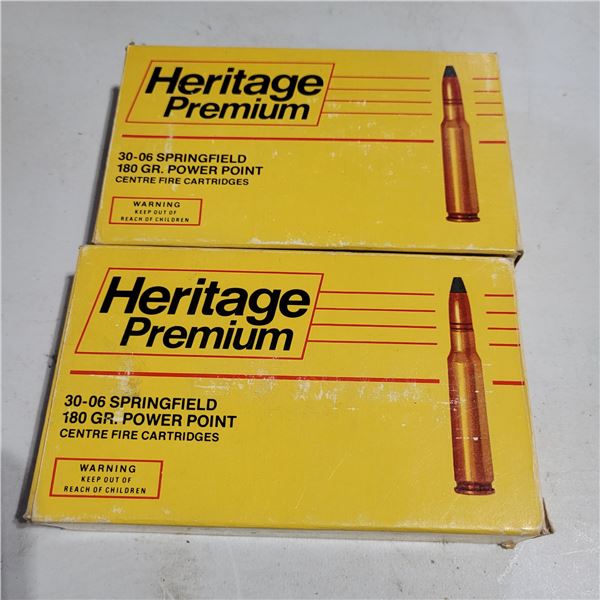 Heritage
Premium
30-06 SPRINGFIELD
180 GR. POWER POINT
CENTRE FIRE CARTRIDGES
WARNING
KEEP OUT OF
REACH OF CHILDREN
Heritage
Premium
30-06 SPRINGFIELD
180 GR. POWER POINT
CENTRE FIRE CARTRIDGES
WARNING
KEEP OUT OF
REACH OF CHILDREN